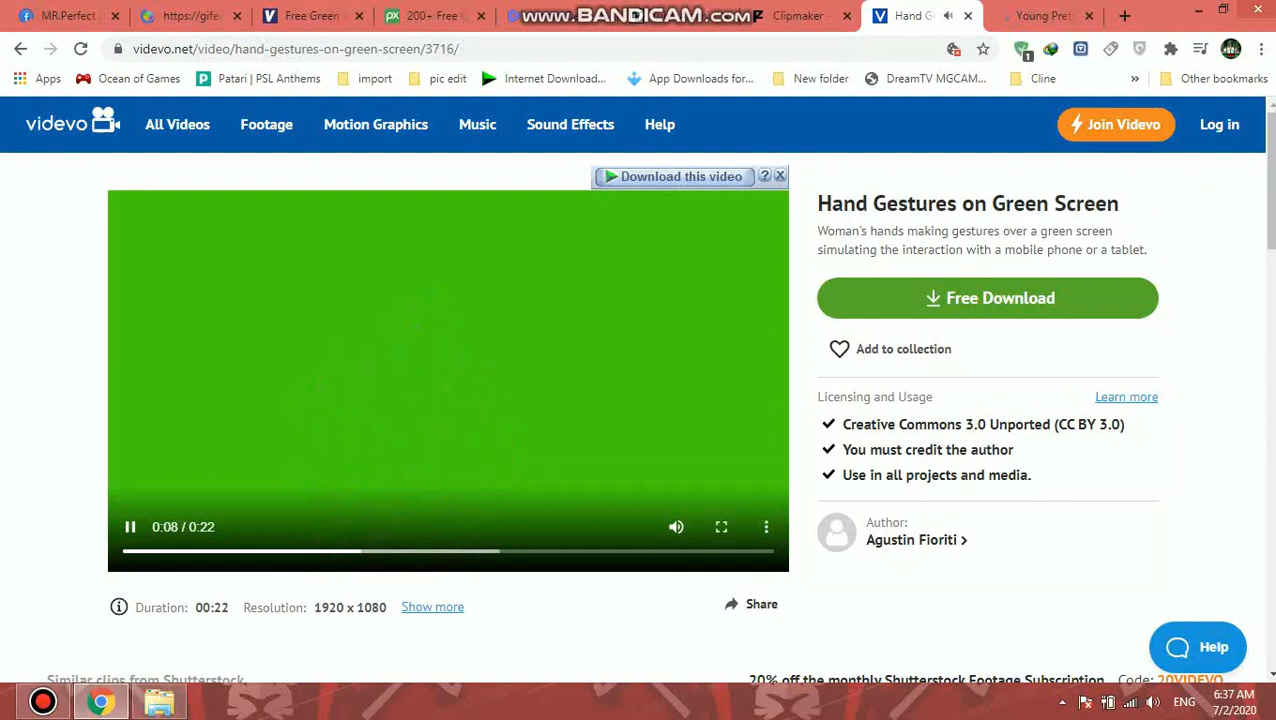 MR.Perfect
https://gife
Free Green
200+ Free
www.BANDICAM.com
Clipmaker -
Hand G
Young Pret
videvo.net/video/hand-gestures-on-green-screen/3716/
1
Apps
Ocean of Games
Patari | PSL Anthems
import
pic edit
Internet Download...
App Downloads for...
New folder
DreamTV MGCAM...
Cline
»
Other bookmarks
videvo
All Videos
Footage
Motion Graphics
Music
Sound Effects
Help
Join Videvo
Log in
Download this video
? X
Hand Gestures on Green Screen
Woman's hands making gestures over a green screen
simulating the interaction with a mobile phone or a tablet.
Free Download
Add to collection
Licensing and Usage
Learn more
Creative Commons 3.0 Unported (CC BY 3.0)
You must credit the author
Use in all projects and media.
0:08 / 0:22
Author:
Agustin Fioriti
Duration: 00:22 Resolution: 1920 x 1080 Show more
Share
Help
Similar clips from Shutterstock
20% off the monthly Shutterstock Footage Subscription Code: 20VIDEVO
ENG
6:37 AM
7/2/2020